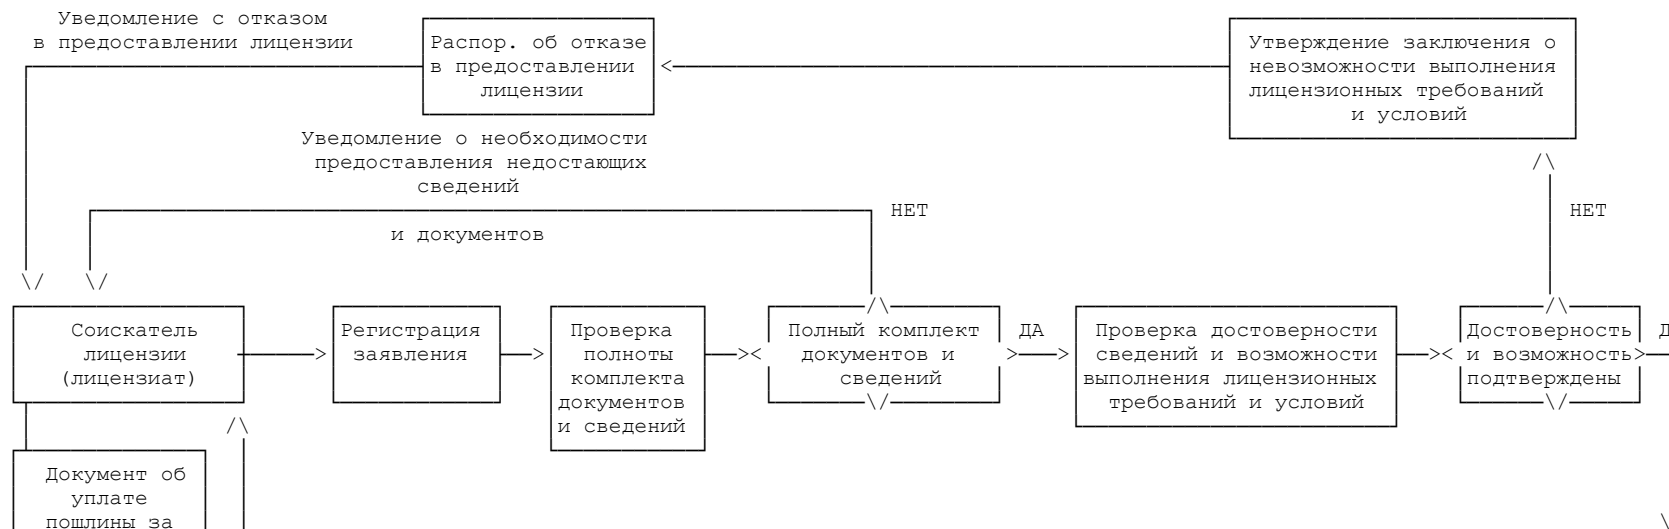 Уведомление с отказом
в предоставлении лицензии
Распор. об отказе
в предоставлении
лицензии
Утверждение заключения о
невозможности выполнения
лицензионных требований
и условий
Уведомление о необходимости
предоставления недостающих
сведений
НЕТ
и документов
НЕТ
Соискатель
лицензии
(лицензиат)
Регистрация
заявления
Проверка
полноты
комплекта
документов
и сведений
Полный комплект
документов и
сведений
ДА
Проверка достоверности
сведений и возможности
выполнения лицензионных
требований и условий
Достоверность
и возможность
подтверждены
Документ об
уплате
пошлины за